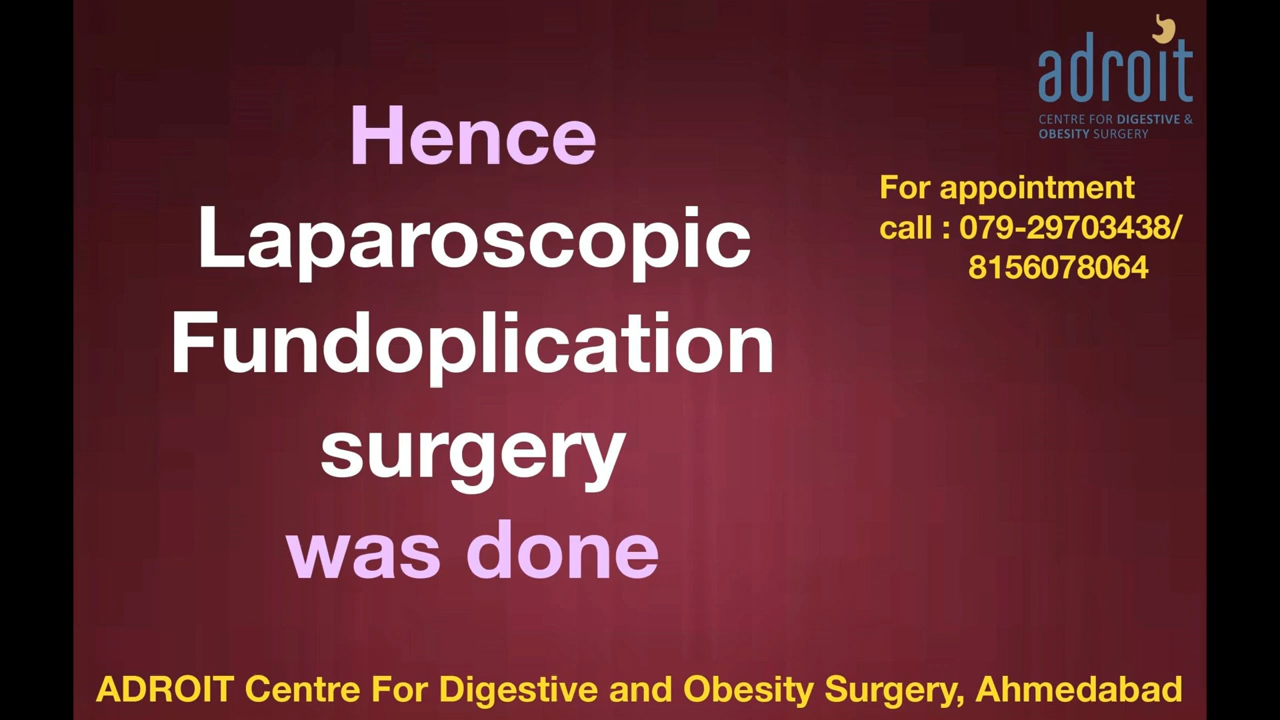 Hence
Laparoscopic
Fundoplication
surgery
was done
adroit
CENTRE FOR DIGESTIVE &
OBESITY SURGERY
For appointment
call : 079-29703438/
8156078064
ADROIT Centre For Digestive and Obesity Surgery, Ahmedabad